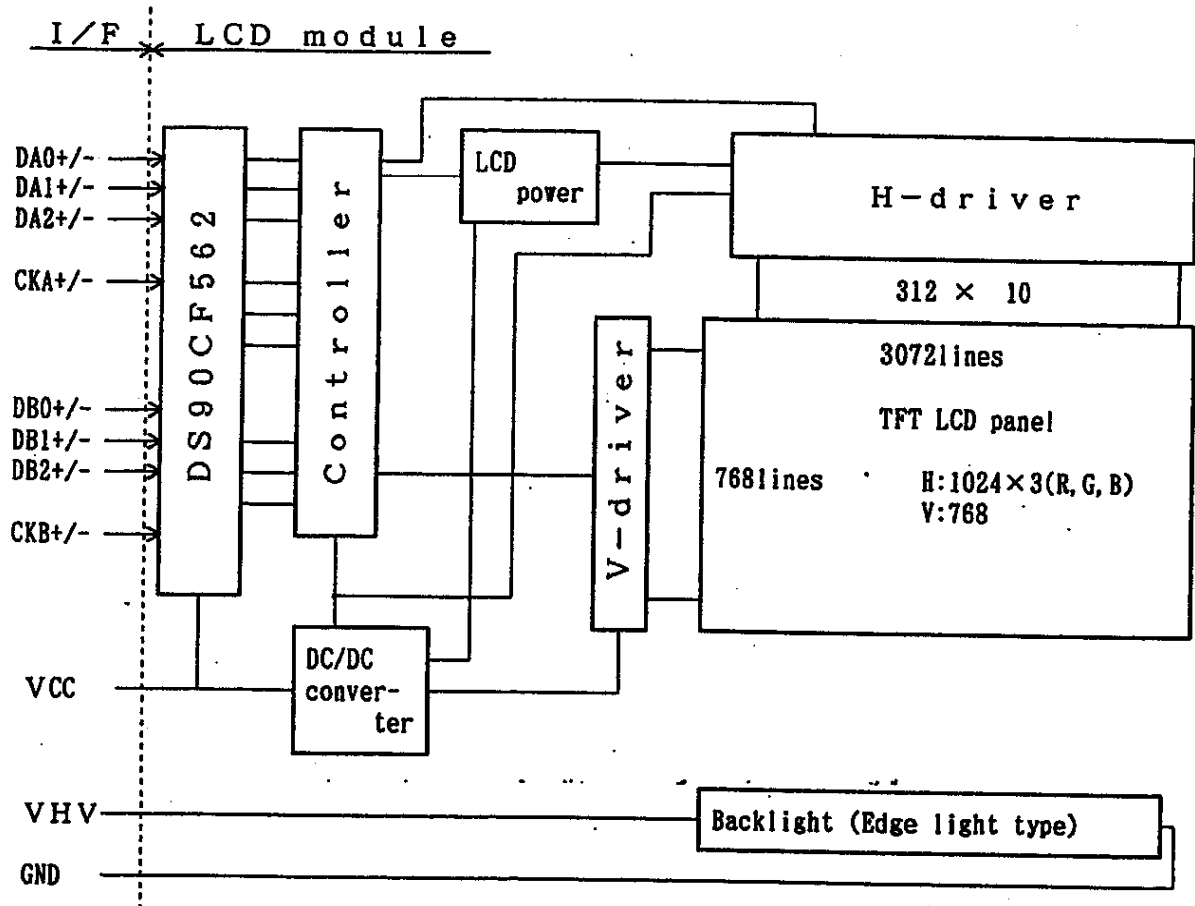 I/F LCD module
DA0+/-
DA1+/-
DA2+/-
CKA+/-
DB0+/-
DB1+/-
DB2+/-
CKB+/-
VCC
VHV
GND
DS90CF562
Controller
LCD
power
H-driver
312 × 10
V-driver
3072lines
TFT LCD panel
768lines
H:1024×3(R,G,B)
V:768
DC/DC
conver-
ter
Backlight (Edge light type)